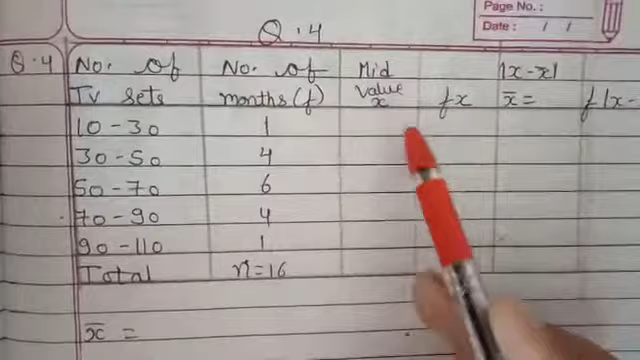 Page No. :
Date : / /
Q.4
Q.4 No. of No. of Mid |x-x|
TV sets months (f) value x fx x̄ = f|x-
10-30 1
30-50 4
50-70 6
70-90 4
90-110 1
Total n=16
x̄ =